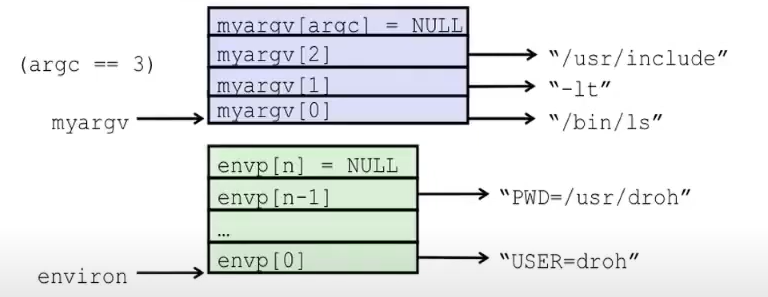 myargv[argc] = NULL
(argc == 3)
myargv[2]
“/usr/include”
myargv[1]
“-lt”
myargv
myargv[0]
“/bin/ls”
envp[n] = NULL
envp[n-1]
“PWD=/usr/droh”
…
environ
envp[0]
“USER=droh”